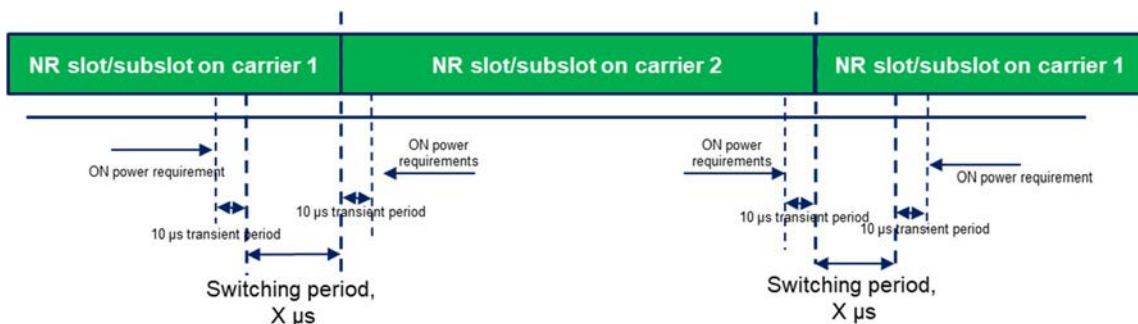 NR slot/subslot on carrier 1
NR slot/subslot on carrier 2
NR slot/subslot on carrier 1
ON power requirement
ON power
requirements
ON power
requirements
ON power requirement
10 µs transient period
10 µs transient period
10 µs transient period
10 µs transient period
Switching period,
X µs
Switching period,
X µs